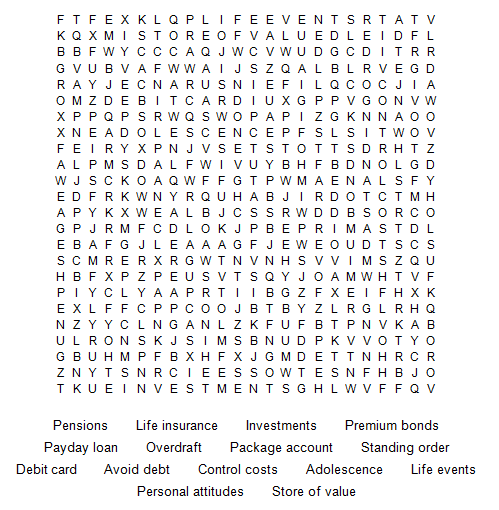 F T F E X K L Q P L I F E E V E N T S R T A T V
K Q X M I S T O R E O F V A L U E D L E I D F L
B B F W Y C C C A Q J W C V W U D G C D I T R R
G V U B V A F W W A I J S Z Q A L B L R V E G D
R A Y J E C N A R U S N I E F I L Q C O C J I A
O M Z D E B I T C A R D I U X G P P V G O N V W
X P P Q P S R W Q S W O P A P I Z G K N N A O O
X N E A D O L E S C E N C E P F S L S I T W O V
F E I R Y X P N J V S E T S T O T T S D R H T Z
A L P M S D A L F W I V U Y B H F B D N O L G D
W J S C K O A Q W F F G T P W M A E N A L S F Y
E D F R K W N Y R Q U H A B J I R D O T C T M H
A P Y K X W E A L B J C S S R W D D B S O R C O
G P J R M F C D L O K J P B E P R I M A S T D L
E B A F G J L E A A A G F J E W E O U D T S C S
S C M R E R X R G W T N V N H S V V I M S Z Q U
H B F X P Z P E U S V T S Q Y J O A M W H T V F
P I Y C L Y A A P R T I I B G Z F X E I F H X K
E X L F F C P P C O O J B T B Y Z L R G L R H Q
N Z Y Y C L N G A N L Z K F U F B T P N V K A B
U L R O N S K J S I M S B N U D P K V V O T Y O
G B U H M P F B X H F X J G M D E T T N H R C R
Z N Y T S N R C I E E S S O W T E S N F H B J O
T K U E I N V E S T M E N T S G H L W V F F Q V
Pensions Life insurance Investments Premium bonds
Payday loan Overdraft Package account Standing order
Debit card Avoid debt Control costs Adolescence Life events
Personal attitudes Store of value